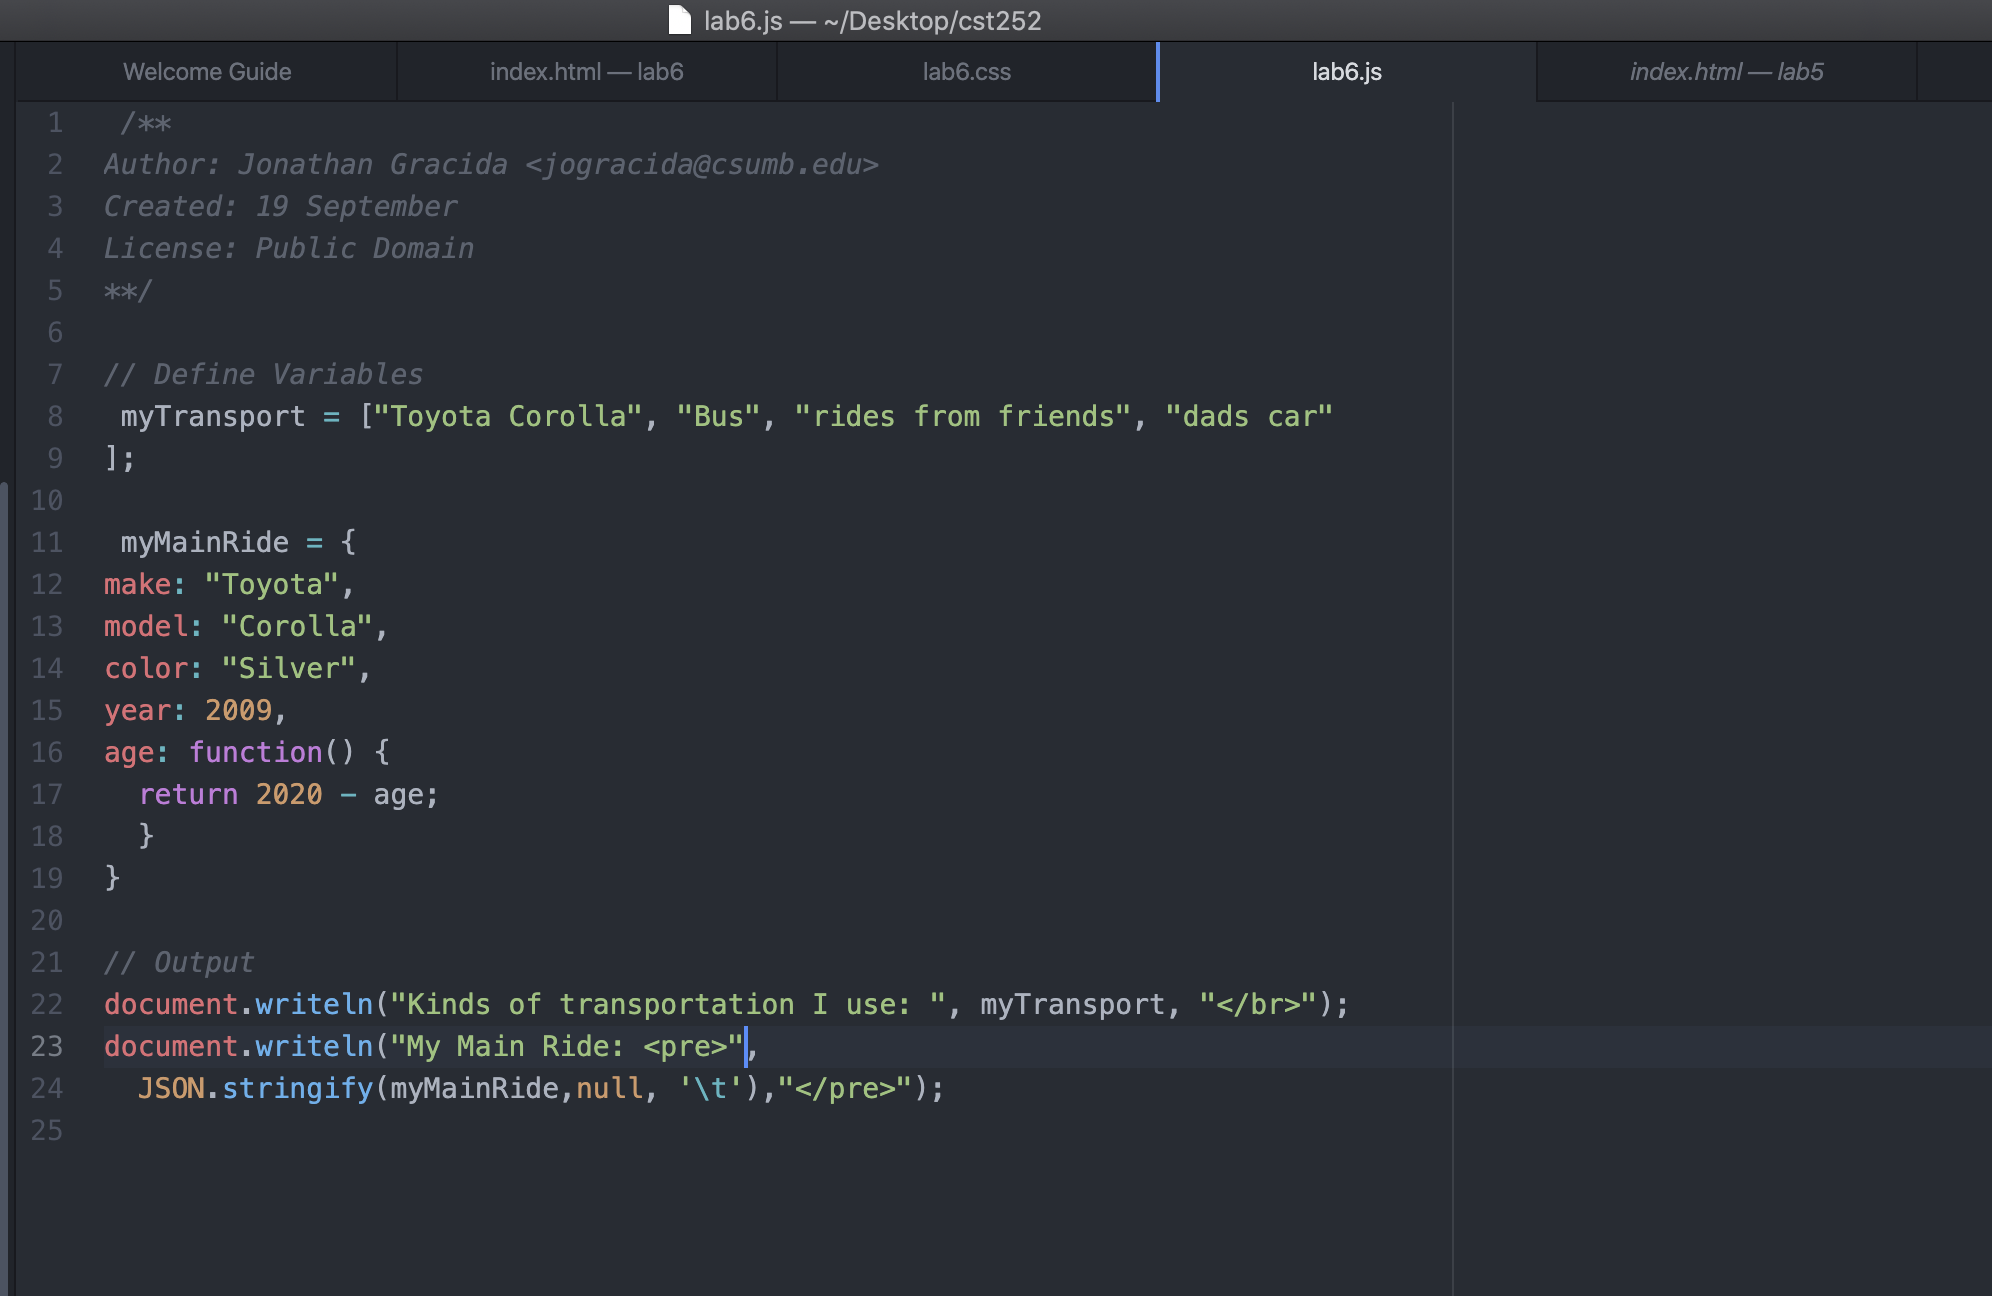 lab6.js — ~/Desktop/cst252
Welcome Guide index.html — lab6 lab6.css lab6.js index.html — lab5
1 /**
2 Author: Jonathan Gracida <jogracida@csumb.edu>
3 Created: 19 September
4 License: Public Domain
5 **/
6
7 // Define Variables
8 myTransport = ["Toyota Corolla", "Bus", "rides from friends", "dads car"
9 ];
10
11 myMainRide = {
12 make: "Toyota",
13 model: "Corolla",
14 color: "Silver",
15 year: 2009,
16 age: function() {
17 return 2020 - age;
18 }
19 }
20
21 // Output
22 document.writeln("Kinds of transportation I use: ", myTransport, "</br>");
23 document.writeln("My Main Ride: <pre>",
24 JSON.stringify(myMainRide,null, '\t'),"</pre>");
25